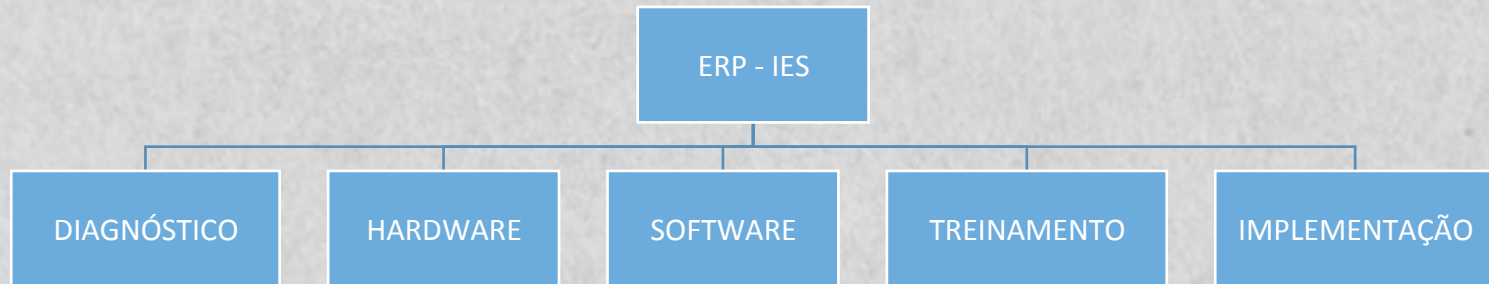 ERP - IES
DIAGNÓSTICO
HARDWARE
SOFTWARE
TREINAMENTO
IMPLEMENTAÇÃO